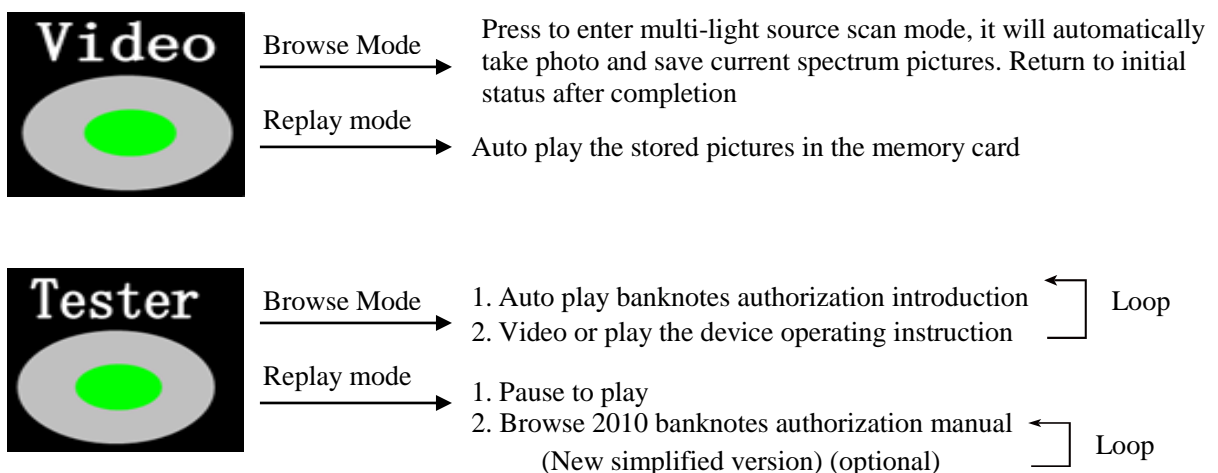 Video
Browse Mode
Press to enter multi-light source scan mode, it will automatically
take photo and save current spectrum pictures. Return to initial
status after completion
Replay mode
Auto play the stored pictures in the memory card
Tester
Browse Mode
1. Auto play banknotes authorization introduction
2. Video or play the device operating instruction
Loop
Replay mode
1. Pause to play
2. Browse 2010 banknotes authorization manual
(New simplified version) (optional)
Loop